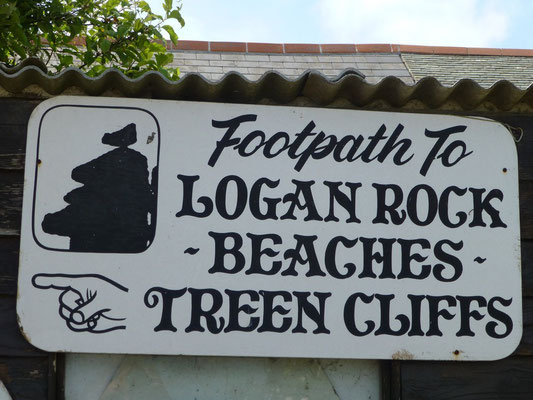 Footpath To
LOGAN ROCK
- BEACHES -
TREEN CLIFFS